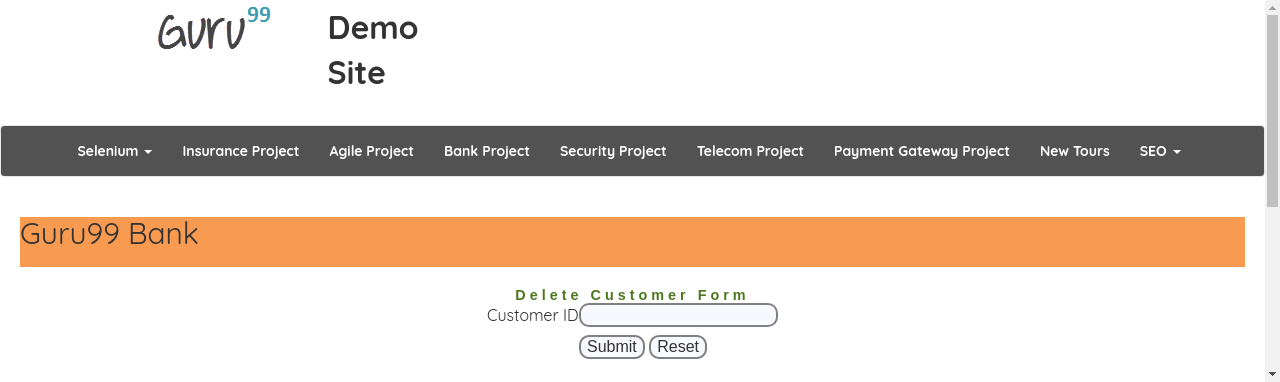 Guru99
Demo
Site
Selenium Insurance Project Agile Project Bank Project Security Project Telecom Project Payment Gateway Project New Tours SEO
Guru99 Bank
Delete Customer Form
Customer ID
Submit Reset